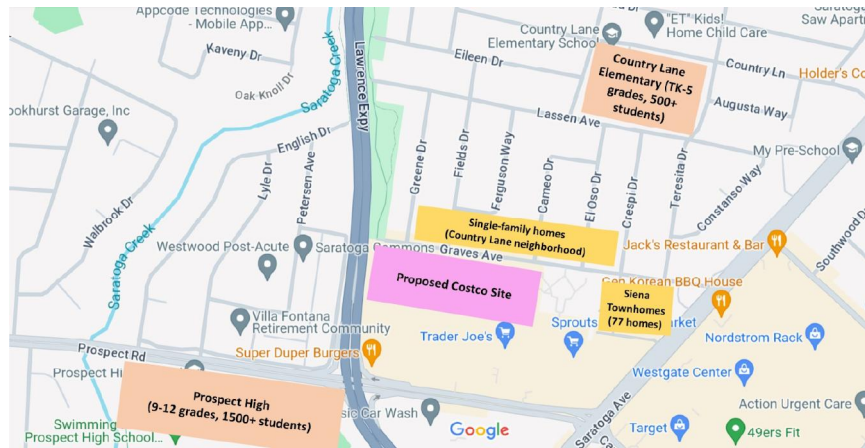 Appcode Technologies
- Mobile App...
Kaveny Dr
Oak Knoll Dr
Saratoga Creek
Lawrence Expy
Country Lane
Elementary School
"ET" Kids!
Home Child Care
Saratoga
Saw Apartm
Eileen Dr
Country Lane
Elementary (TK-5
grades, 500+
students)
Country Ln
Holder's Co
ookhurst Garage, Inc
English Dr
Lassen Ave
Augusta Way
My Pre-School
Walbrook Dr
Lyle Dr
Petersen Ave
Greene Dr
Fields Dr
Ferguson Way
Cameo Dr
El Oso Dr
Crespi Dr
Teresita Dr
Constanso Way
Saratoga Creek
Westwood Post-Acute
Saratoga Commons
Graves Ave
Single-family homes
(Country Lane neighborhood)
Jack's Restaurant & Bar
Southwood Dr
Proposed Costco Site
Gen Korean BBQ House
Siena
Townhomes
(77 homes)
Villa Fontana
Retirement Community
Trader Joe's
Sprouts
Market
Nordstrom Rack
Prospect Rd
Super Duper Burgers
Westgate Center
Prospect Hi
Prospect High
(9-12 grades, 1500+ students)
sic Car Wash
Google
Saratoga Ave
Action Urgent Care
Target
49ers Fit
Swimming
Prospect High School...
Ca